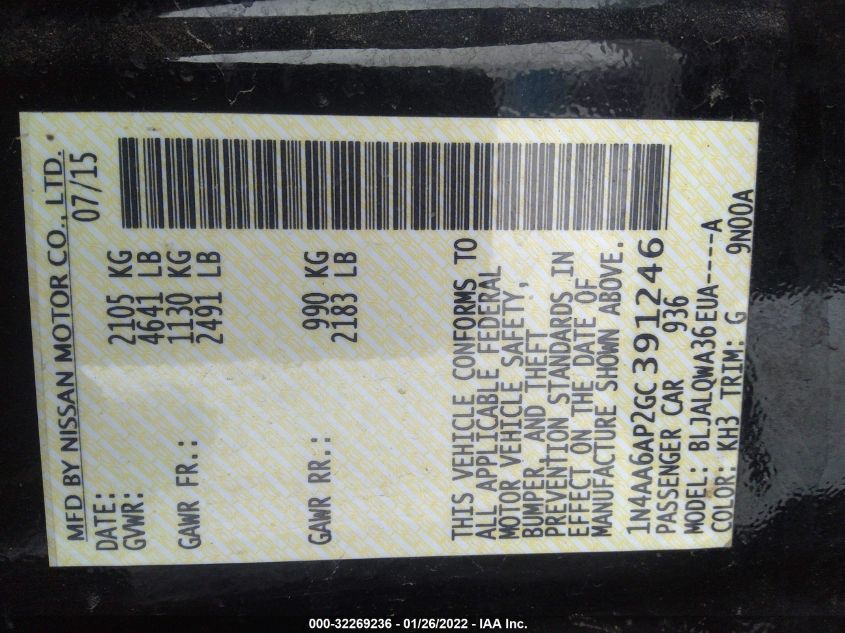 MFD BY NISSAN MOTOR CO., LTD.
DATE: 07/15
GVWR: 2105 KG
4641 LB
GAWR FR.: 1130 KG
2491 LB
GAWR RR.: 990 KG
2183 LB
THIS VEHICLE CONFORMS TO
ALL APPLICABLE FEDERAL
MOTOR VEHICLE SAFETY,
BUMPER, AND THEFT
PREVENTION STANDARDS IN
EFFECT ON THE DATE OF
MANUFACTURE SHOWN ABOVE.
1N4AA6AP2GC391246
PASSENGER CAR 936
MODEL: BLJALQWA36EUA----A
COLOR: KH3 TRIM: G 9N00A
000-32269236 - 01/26/2022 - IAA Inc.